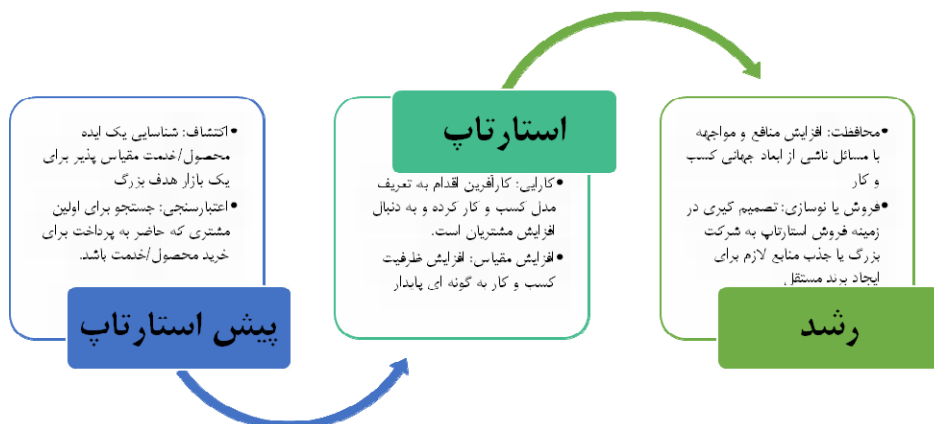 •اکتشاف: شناسایی یک ایده
محصول/خدمت مقیاس پذیر برای
یک بازار هدف بزرگ
•اعتبارسنجی: جستجو برای اولین
مشتری که حاضر به پرداخت برای
خرید محصول/خدمت باشد.
پیش استارتاپ
استارتاپ
•کارایی: کارآفرین اقدام به تعریف
مدل کسب و کار کرده و به دنبال
افزایش مشتریان است.
•افزایش مقیاس: افزایش ظرفیت
کسب و کار به گونه ای پایدار
•محافظت: افزایش منافع و مواجهه
با مسائل ناشی از ابعاد جهانی کسب
و کار
•فروش یا نوسازی: تصمیم گیری در
زمینه فروش استارتاپ به شرکت
بزرگ یا جذب منابع لازم برای
ایجاد برند مستقل
رشد